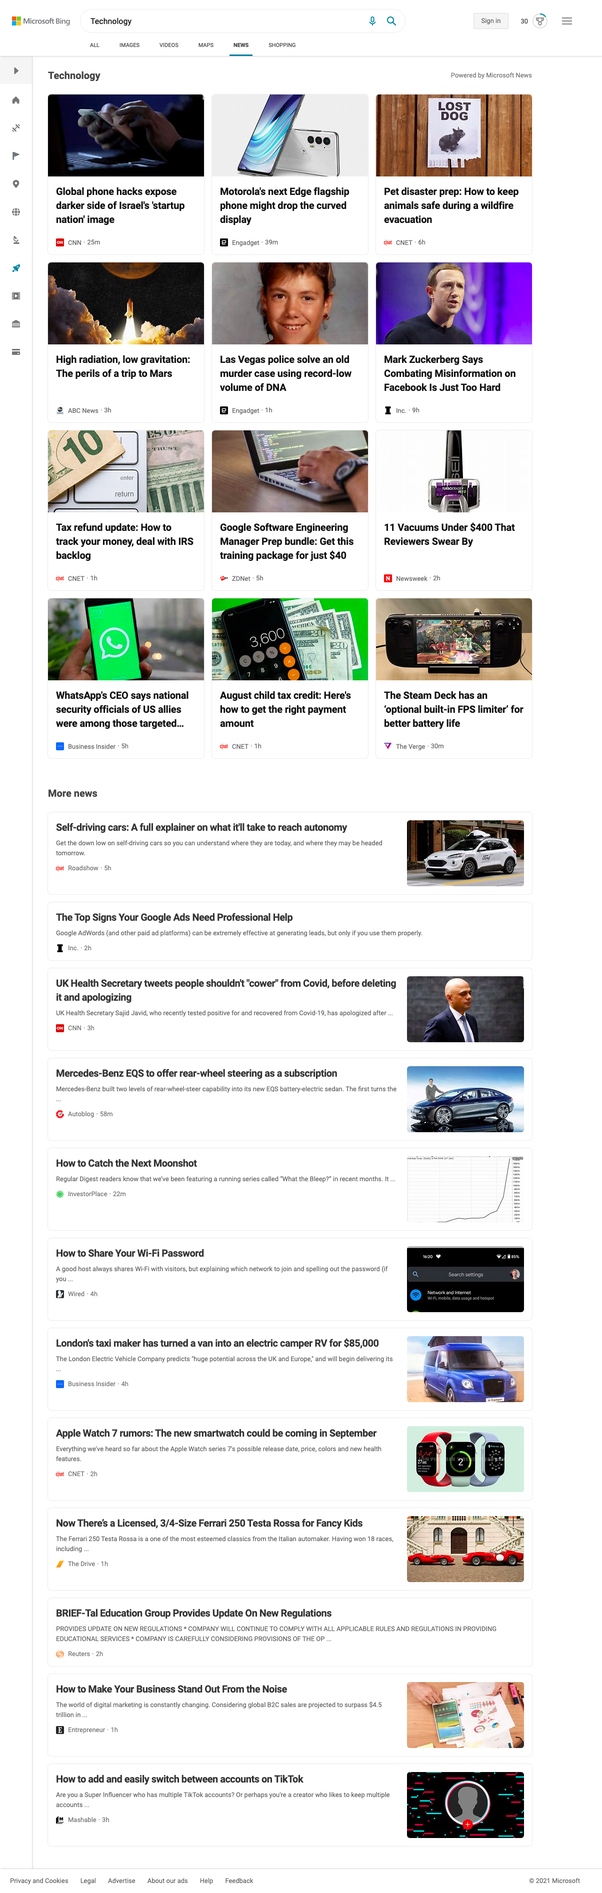 Microsoft Bing
Technology
Sign in
30
ALL
IMAGES
VIDEOS
MAPS
NEWS
SHOPPING
Technology
Powered by Microsoft News
LOST
DOG
Global phone hacks expose
darker side of Israel's 'startup
nation' image
CNN · 25m
Motorola's next Edge flagship
phone might drop the curved
display
Engadget · 39m
Pet disaster prep: How to keep
animals safe during a wildfire
evacuation
CNET · 6h
High radiation, low gravitation:
The perils of a trip to Mars
ABC News · 3h
Las Vegas police solve an old
murder case using record-low
volume of DNA
Engadget · 1h
Mark Zuckerberg Says
Combating Misinformation on
Facebook Is Just Too Hard
Inc. · 9h
10
enter
return
Tax refund update: How to
track your money, deal with IRS
backlog
CNET · 1h
Google Software Engineering
Manager Prep bundle: Get this
training package for just $40
ZDNet · 5h
11 Vacuums Under $400 That
Reviewers Swear By
Newsweek · 2h
WhatsApp's CEO says national
security officials of US allies
were among those targeted...
Business Insider · 5h
3,600
August child tax credit: Here's
how to get the right payment
amount
CNET · 1h
The Steam Deck has an
'optional built-in FPS limiter' for
better battery life
The Verge · 30m
More news
Self-driving cars: A full explainer on what it'll take to reach autonomy
Get the down low on self-driving cars so you can understand where they are today, and where they may be headed
tomorrow.
Roadshow · 5h
The Top Signs Your Google Ads Need Professional Help
Google AdWords (and other paid ad platforms) can be extremely effective at generating leads, but only if you use them properly.
Inc. · 2h
UK Health Secretary tweets people shouldn't "cower" from Covid, before deleting
it and apologizing
UK Health Secretary Sajid Javid, who recently tested positive for and recovered from Covid-19, has apologized after ...
CNN · 3h
Mercedes-Benz EQS to offer rear-wheel steering as a subscription
Mercedes-Benz built two levels of rear-wheel-steer capability into its new EQS battery-electric sedan. The first turns the
...
Autoblog · 58m
How to Catch the Next Moonshot
Regular Digest readers know that we've been featuring a running series called "What the Bleep?" in recent months. It ...
InvestorPlace · 22m
How to Share Your Wi-Fi Password
A good host always shares Wi-Fi with visitors, but explaining which network to join and spelling out the password (if
you ...
Wired · 4h
16:20
85%
Search settings
Network and Internet
Wi-Fi, mobile, data usage and hotspot
London's taxi maker has turned a van into an electric camper RV for $85,000
The London Electric Vehicle Company predicts "huge potential across the UK and Europe," and will begin delivering its
...
Business Insider · 4h
Apple Watch 7 rumors: The new smartwatch could be coming in September
Everything we've heard so far about the Apple Watch series 7's possible release date, price, colors and new health
features.
CNET · 2h
Now There's a Licensed, 3/4-Size Ferrari 250 Testa Rossa for Fancy Kids
The Ferrari 250 Testa Rossa is a one of the most esteemed classics from the Italian automaker. Having won 18 races,
including ...
The Drive · 1h
BRIEF-Tal Education Group Provides Update On New Regulations
PROVIDES UPDATE ON NEW REGULATIONS * COMPANY WILL CONTINUE TO COMPLY WITH ALL APPLICABLE RULES AND REGULATIONS IN PROVIDING
EDUCATIONAL SERVICES * COMPANY IS CAREFULLY CONSIDERING PROVISIONS OF THE OP ...
Reuters · 2h
How to Make Your Business Stand Out From the Noise
The world of digital marketing is constantly changing. Considering global B2C sales are projected to surpass $4.5
trillion in ...
Entrepreneur · 1h
How to add and easily switch between accounts on TikTok
Are you a Super Influencer who has multiple TikTok accounts? Or perhaps you're a creator who likes to keep multiple
accounts ...
Mashable · 3h
Privacy and Cookies
Legal
Advertise
About our ads
Help
Feedback
© 2021 Microsoft